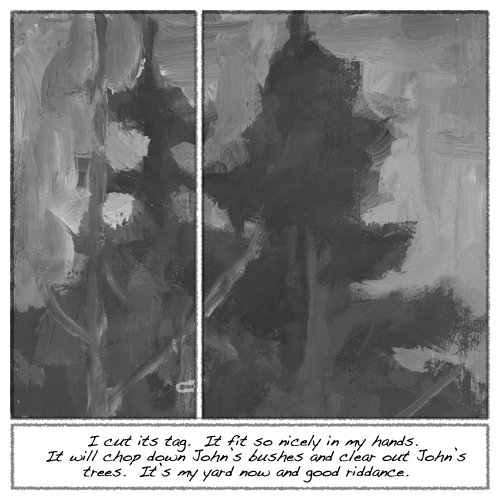 I cut its tag. It fit so nicely in my hands.
It will chop down John's bushes and clear out John's
trees. It's my yard now and good riddance.